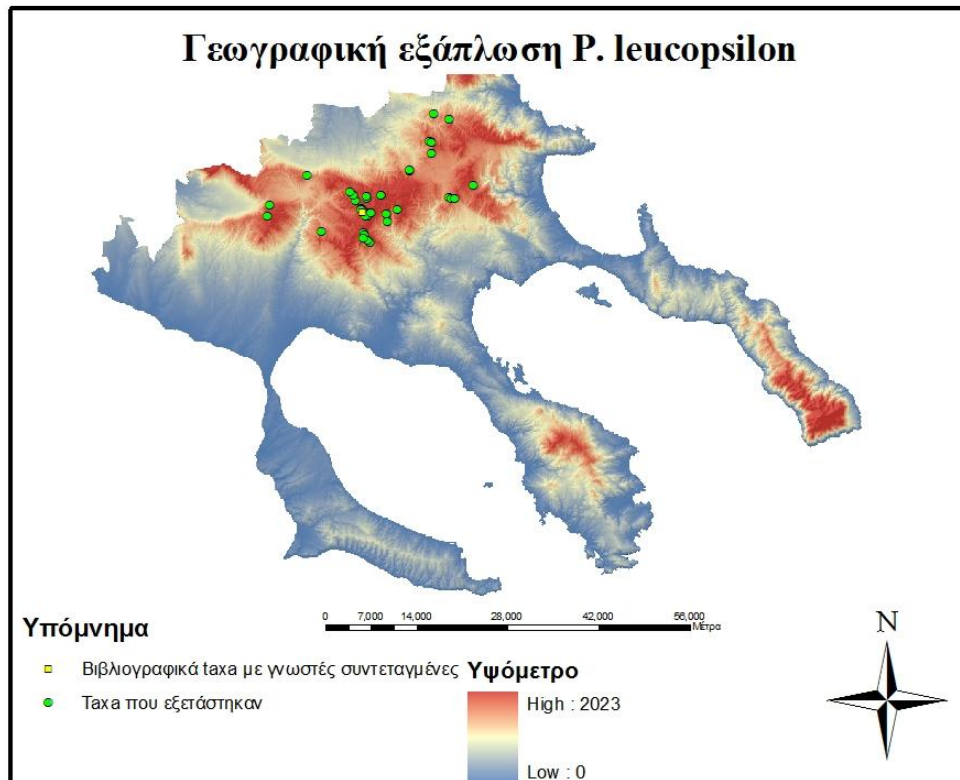 Γεωγραφική εξάπλωση P. leucopsilon
Υπόμνημα
Βιβλιογραφικά taxa με γνωστές συντεταγμένες
Taxa που εξετάστηκαν
0 7,000 14,000 28,000 42,000 56,000
Μέτρα
Υψόμετρο
High : 2023
Low : 0
N